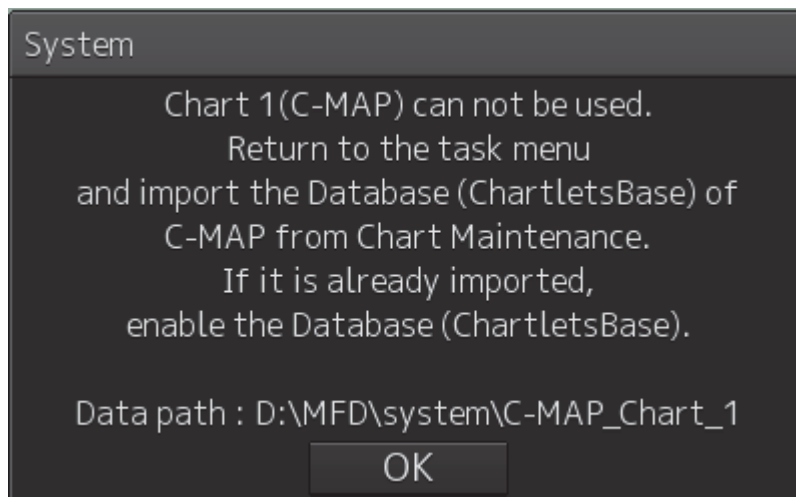 System
Chart 1(C-MAP) can not be used.
Return to the task menu
and import the Database (ChartletsBase) of
C-MAP from Chart Maintenance.
If it is already imported,
enable the Database (ChartletsBase).
Data path : D:\MFD\system\C-MAP_Chart_1
OK